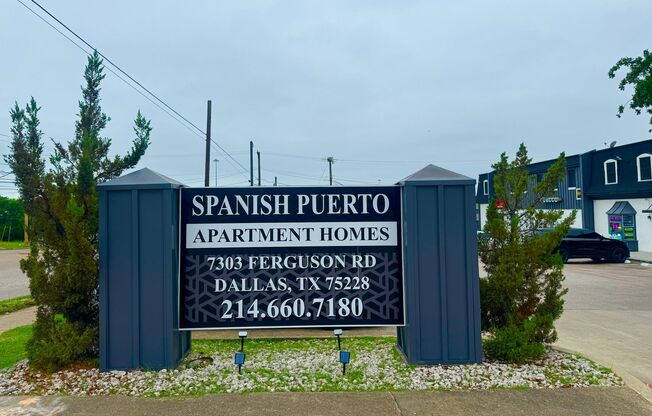 SPANISH PUERTO
APARTMENT HOMES
7303 FERGUSON RD
DALLAS, TX 75228
214.660.7180